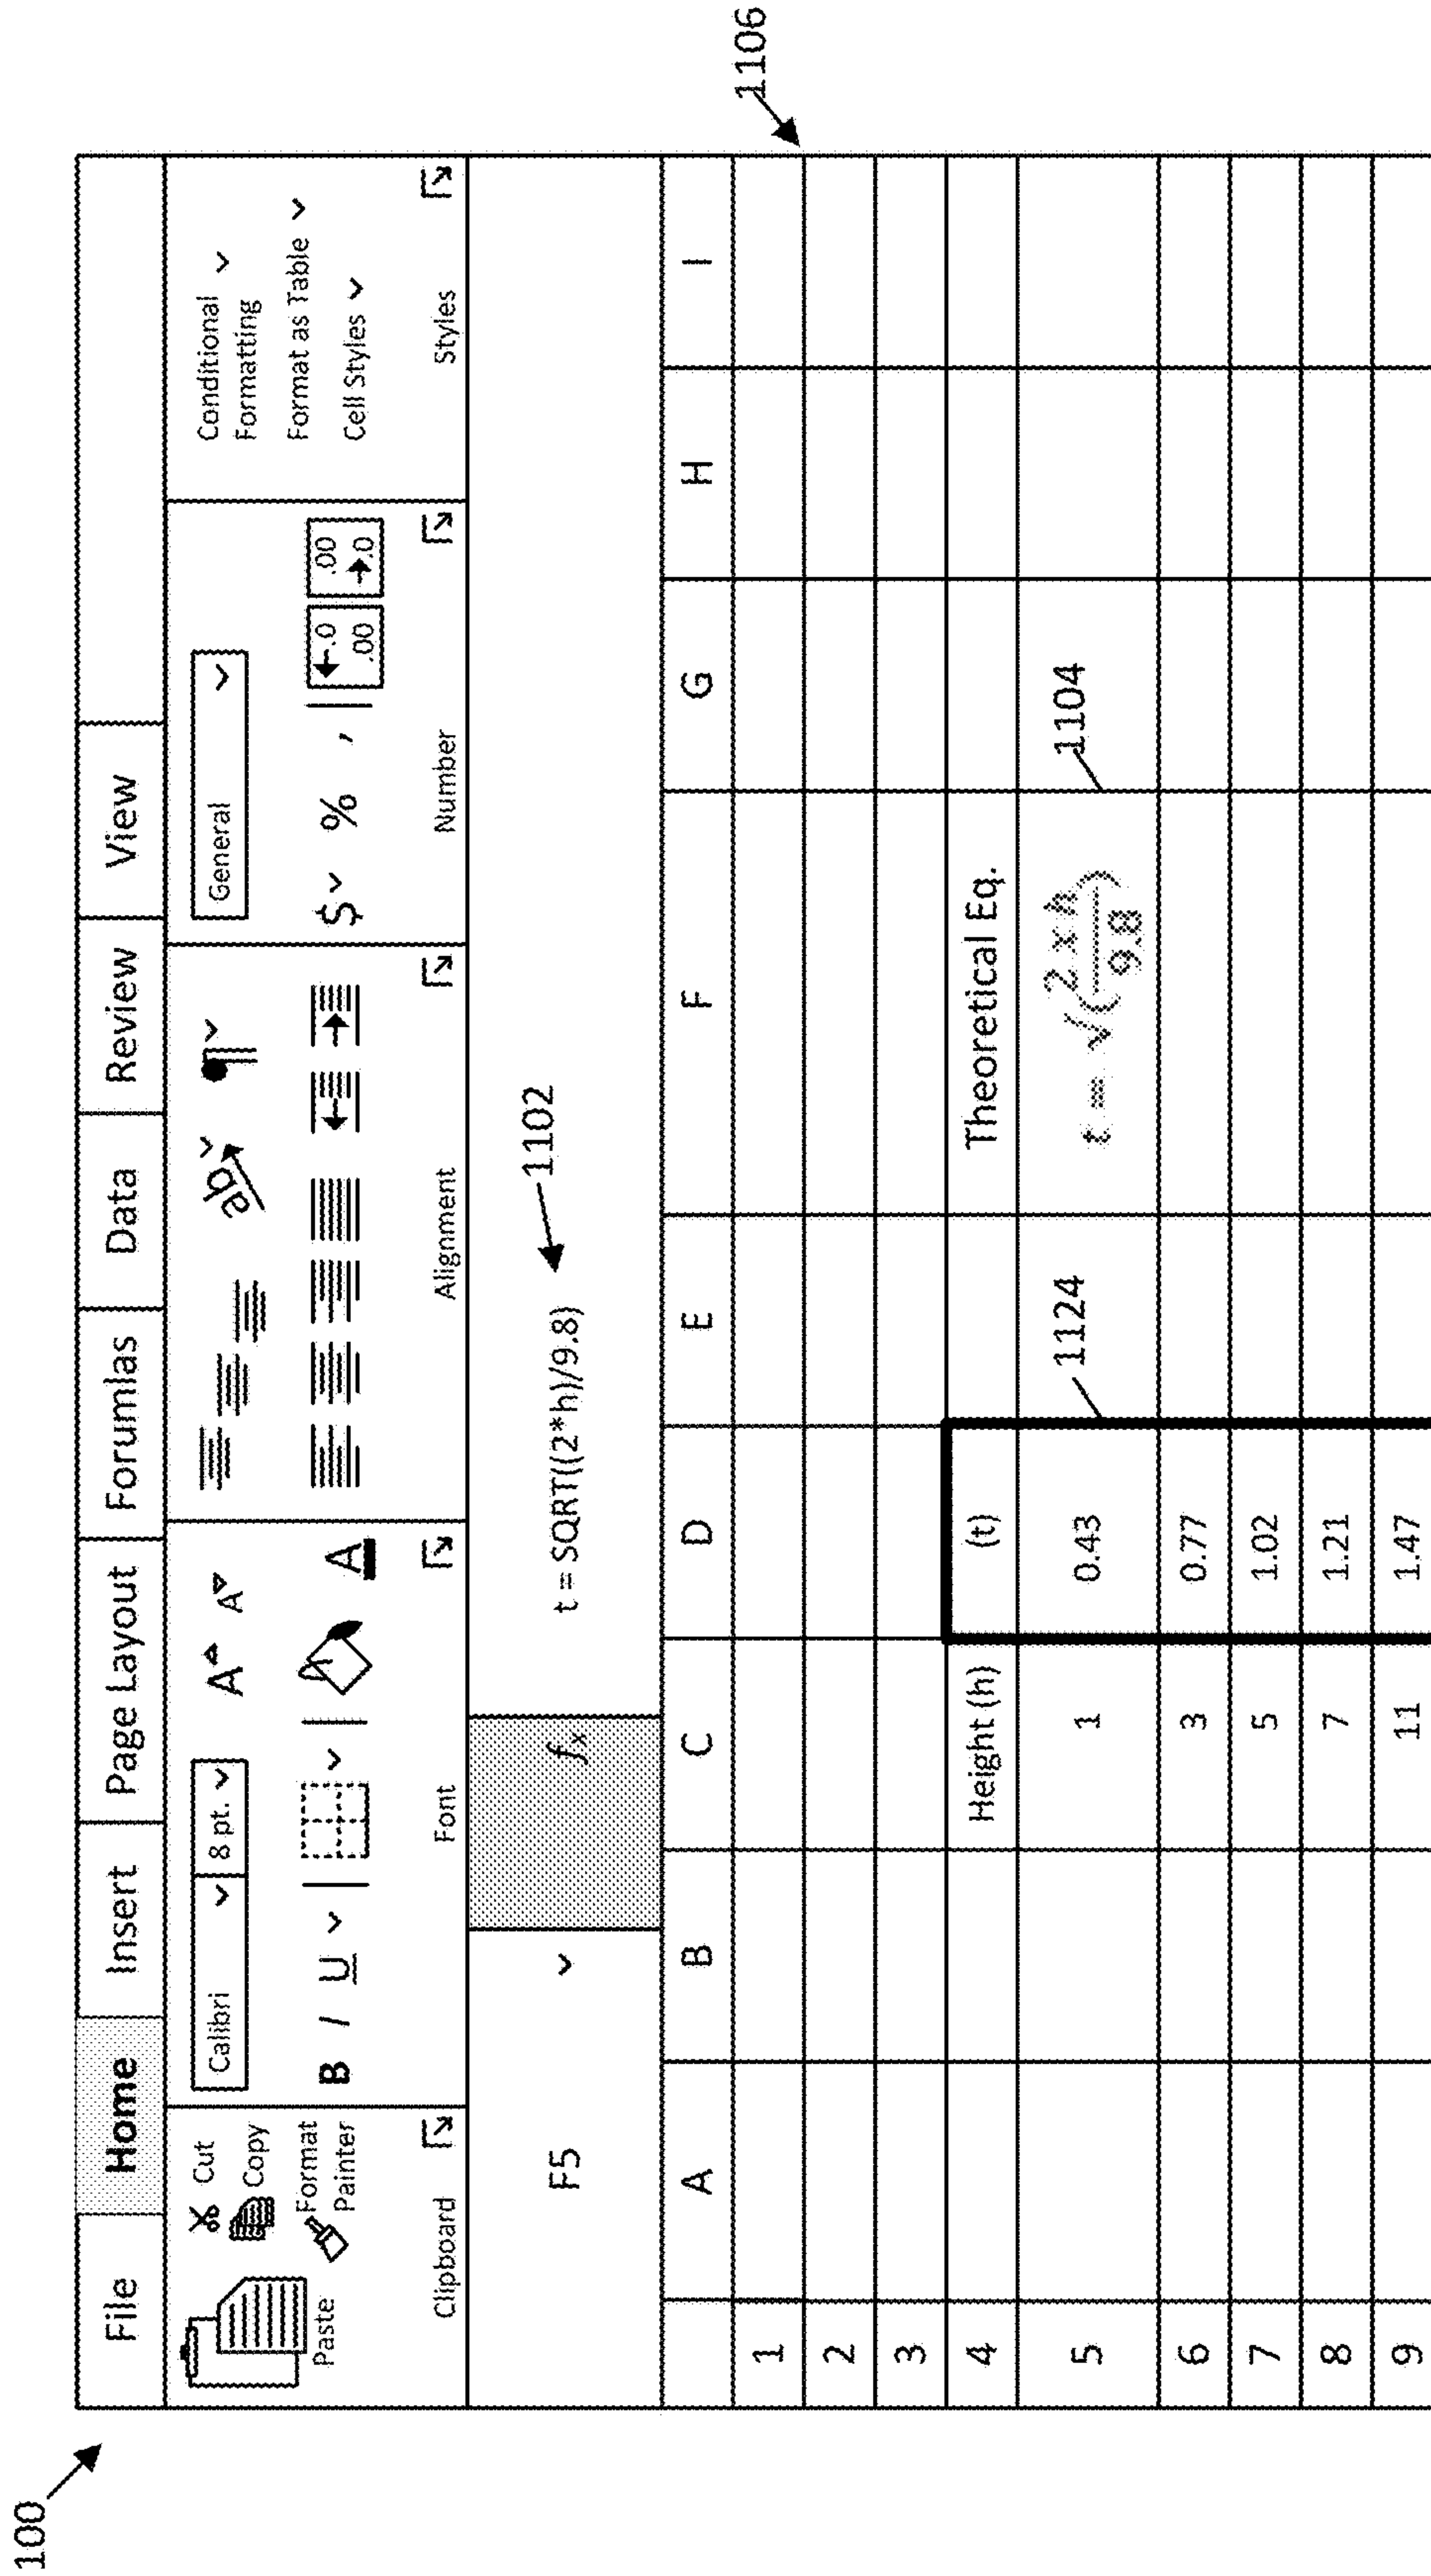 100
File Home Insert Page Layout Forumlas Data Review View
Paste
Cut
Copy
Format
Painter
Clipboard
Calibri 8 pt. A A
B I U A
Font
ab
Alignment
General
$ % , .0 .00 .00 .0
Number
Conditional
Formatting
Format as Table
Cell Styles
Styles
F5 fx t = SQRT((2*h)/9.8) 1102
A B C D E F G H I
1106
1
2
3
4 Height (h) (t) Theoretical Eq.
5 1 0.43 1124 t = √(2 x h / 9.8) 1104
6 3 0.77
7 5 1.02
8 7 1.21
9 11 1.47